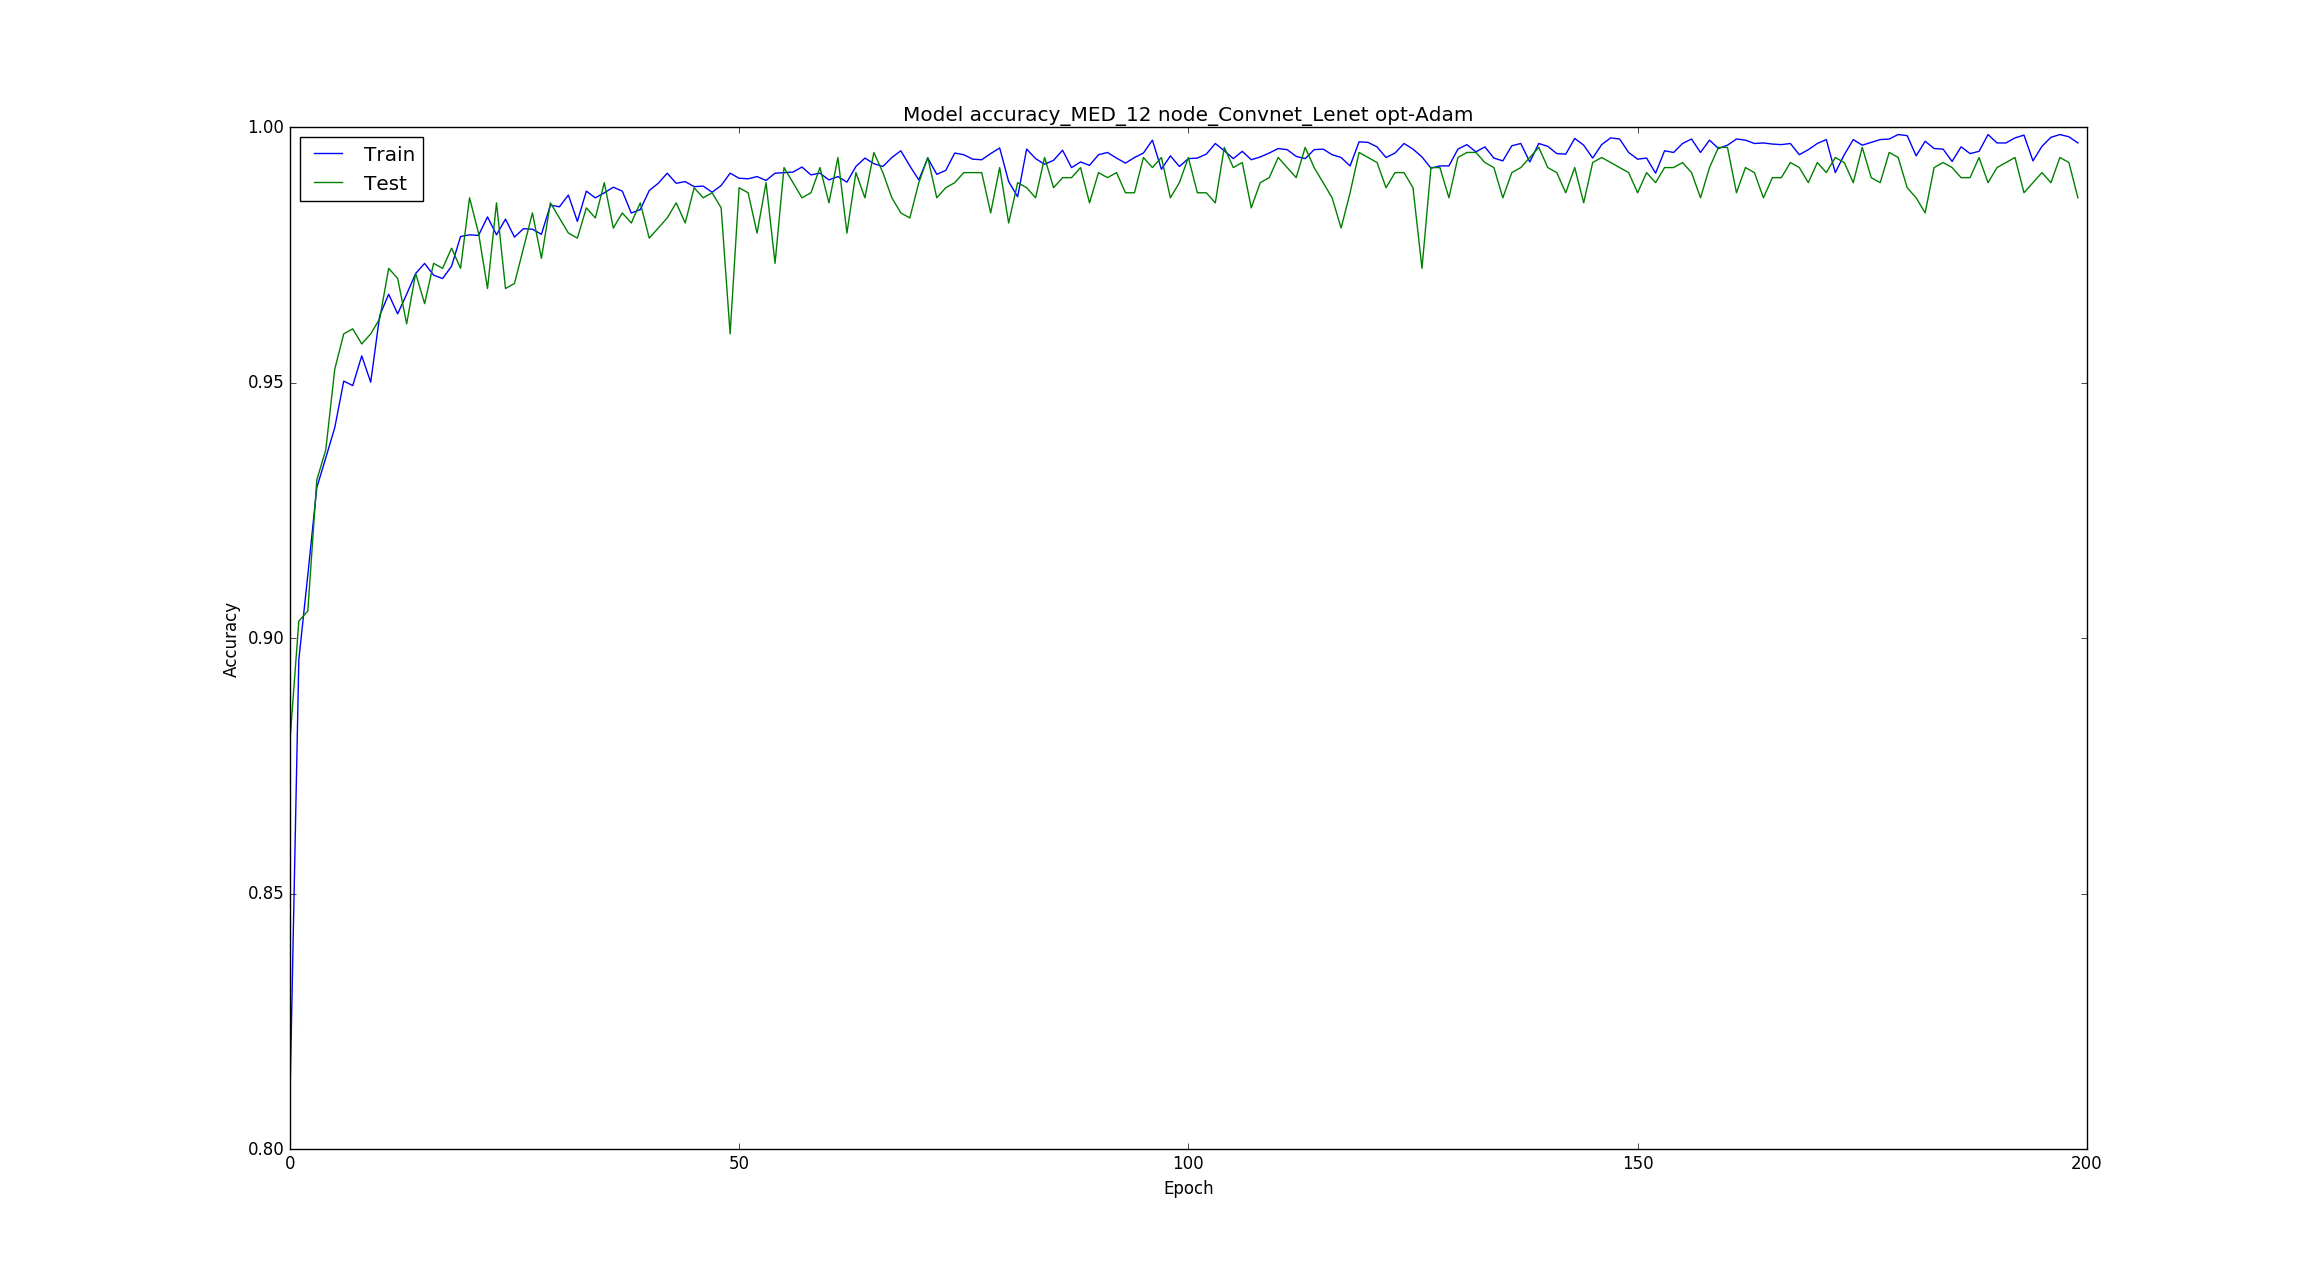 Model accuracy_MED_12 node_Convnet_Lenet opt-Adam
1.00
Train
Test
0.95
0.90
Accuracy
0.85
0.80
0 50 100 150 200
Epoch